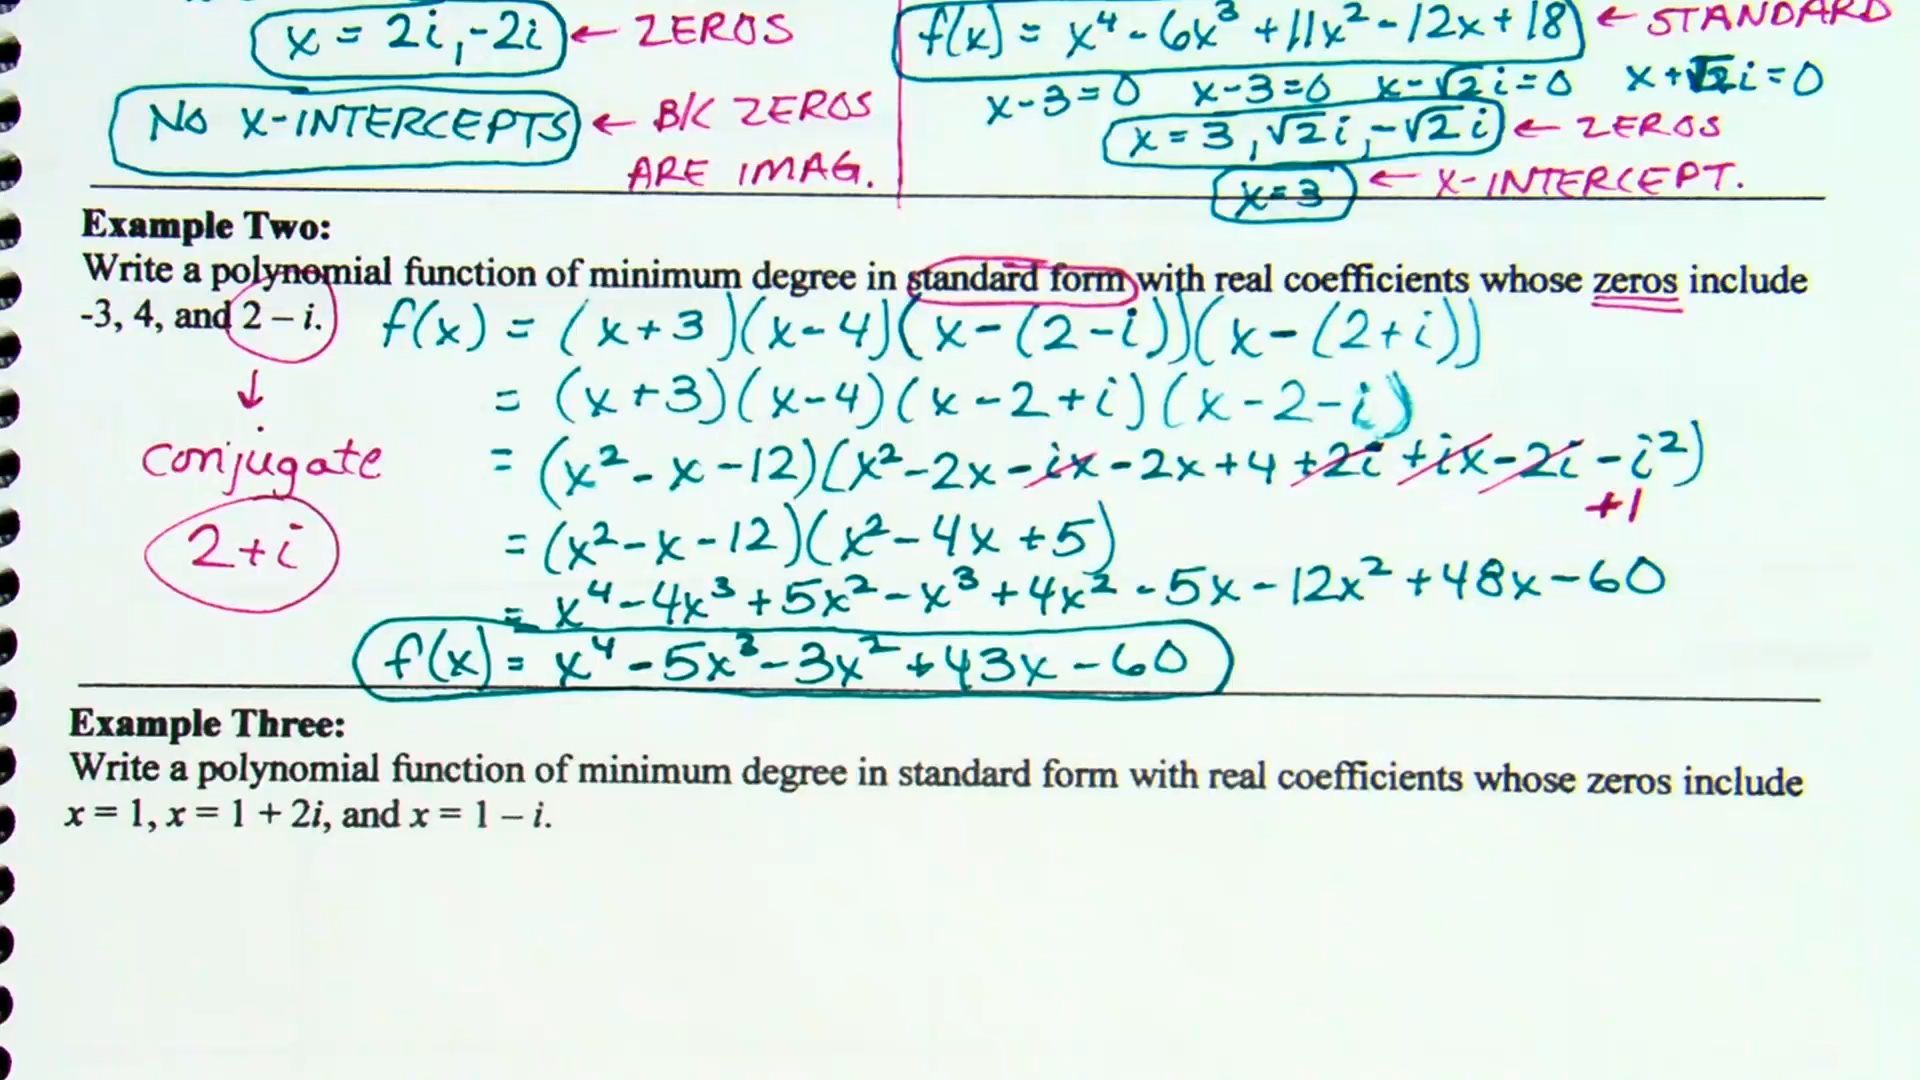 x = 2i, -2i ← ZEROS
NO X-INTERCEPTS ← B/C ZEROS
ARE IMAG.
f(x) = x⁴ - 6x³ + 11x² - 12x + 18 ← STANDARD
x-3=0 x-3=0 x-√2i=0 x+√2i=0
x = 3, √2i, -√2i ← ZEROS
x=3 ← X-INTERCEPT.
Example Two:
Write a polynomial function of minimum degree in standard form with real coefficients whose zeros include
-3, 4, and 2 – i. f(x) = (x+3)(x-4)(x-(2-i))(x-(2+i))
↓ = (x+3)(x-4)(x-2+i)(x-2-i)
conjugate = (x²-x-12)(x²-2x-ix-2x+4+2i+ix-2i-i²)
+1
2+i = (x²-x-12)(x²-4x+5)
= x⁴-4x³+5x²-x³+4x²-5x-12x²+48x-60
f(x) = x⁴-5x³-3x²+43x-60
Example Three:
Write a polynomial function of minimum degree in standard form with real coefficients whose zeros include
x = 1, x = 1 + 2i, and x = 1 – i.